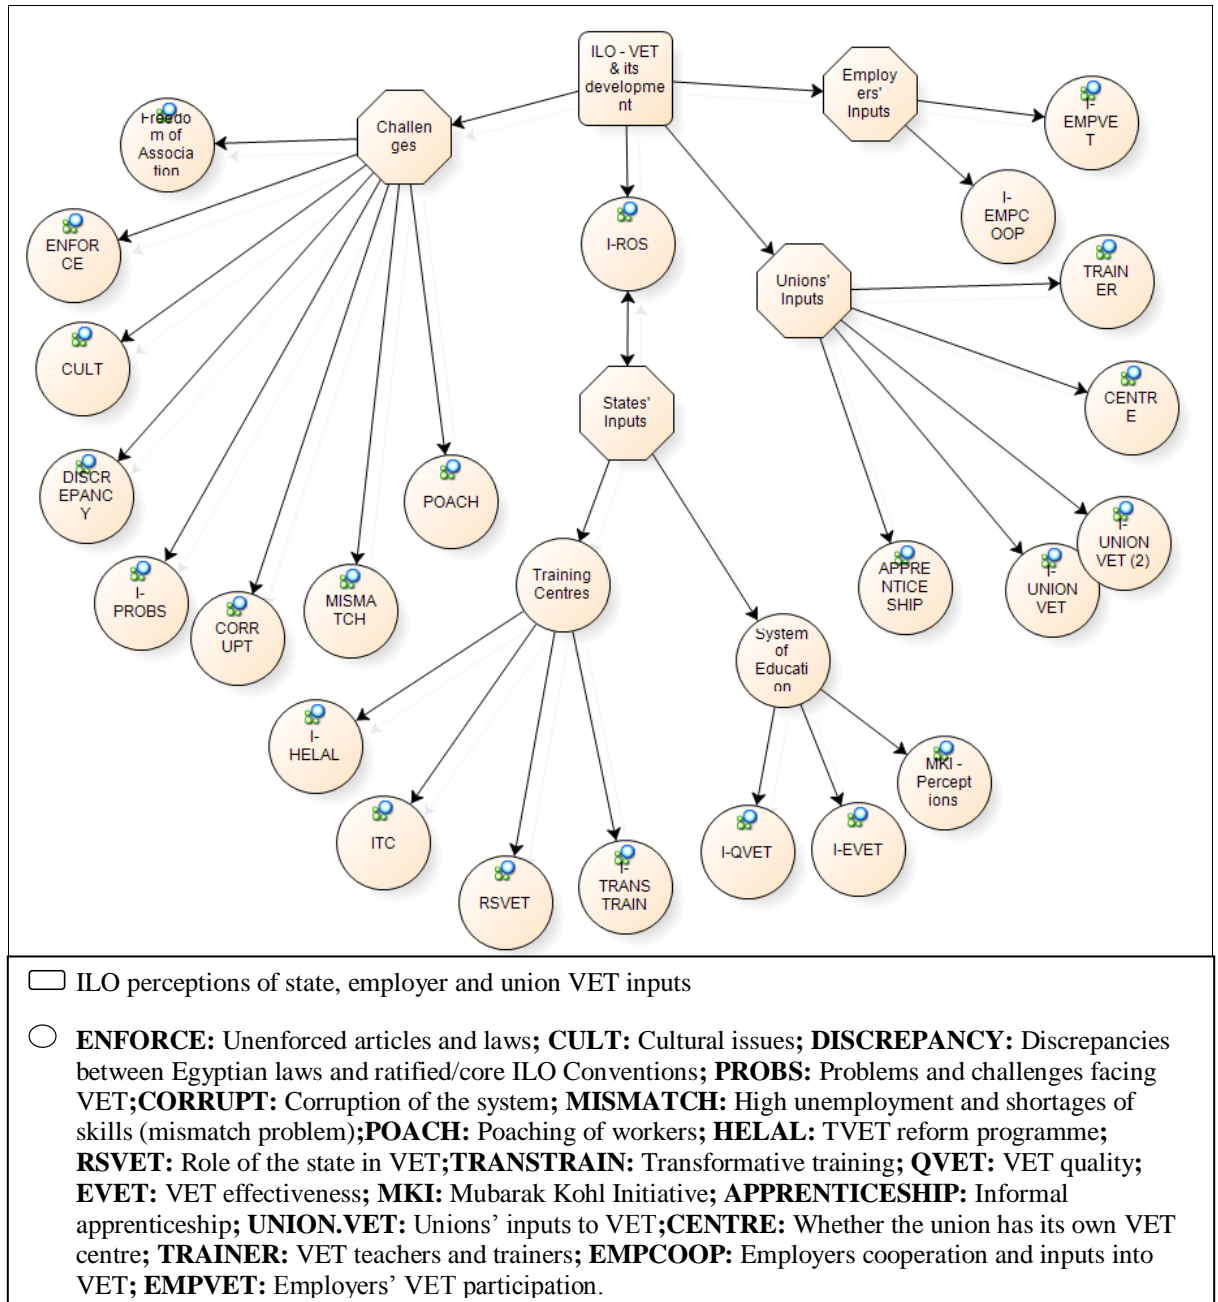 ILO - VET
& its
developme
nt
Employ
ers'
Inputs
I-
EMPVE
T
Challen
ges
Freedo
m of
Associa
tion
I-
EMPC
OOP
ENFOR
CE
I-ROS
Unions'
Inputs
TRAIN
ER
CULT
States'
Inputs
CENTR
E
DISCR
EPANC
Y
POACH
I-
UNION
VET (2)
I-
PROBS
CORR
UPT
MISMA
TCH
Training
Centres
APPRE
NTICE
SHIP
I-
UNION
VET
System
of
Educati
on
I-
HELAL
MKI -
Percept
ions
ITC
RSVET
I-
TRANS
TRAIN
I-QVET
I-EVET
ILO perceptions of state, employer and union VET inputs
ENFORCE: Unenforced articles and laws; CULT: Cultural issues; DISCREPANCY: Discrepancies
between Egyptian laws and ratified/core ILO Conventions; PROBS: Problems and challenges facing
VET;CORRUPT: Corruption of the system; MISMATCH: High unemployment and shortages of
skills (mismatch problem);POACH: Poaching of workers; HELAL: TVET reform programme;
RSVET: Role of the state in VET;TRANSTRAIN: Transformative training; QVET: VET quality;
EVET: VET effectiveness; MKI: Mubarak Kohl Initiative; APPRENTICESHIP: Informal
apprenticeship; UNION.VET: Unions' inputs to VET;CENTRE: Whether the union has its own VET
centre; TRAINER: VET teachers and trainers; EMPCOOP: Employers cooperation and inputs into
VET; EMPVET: Employers' VET participation.